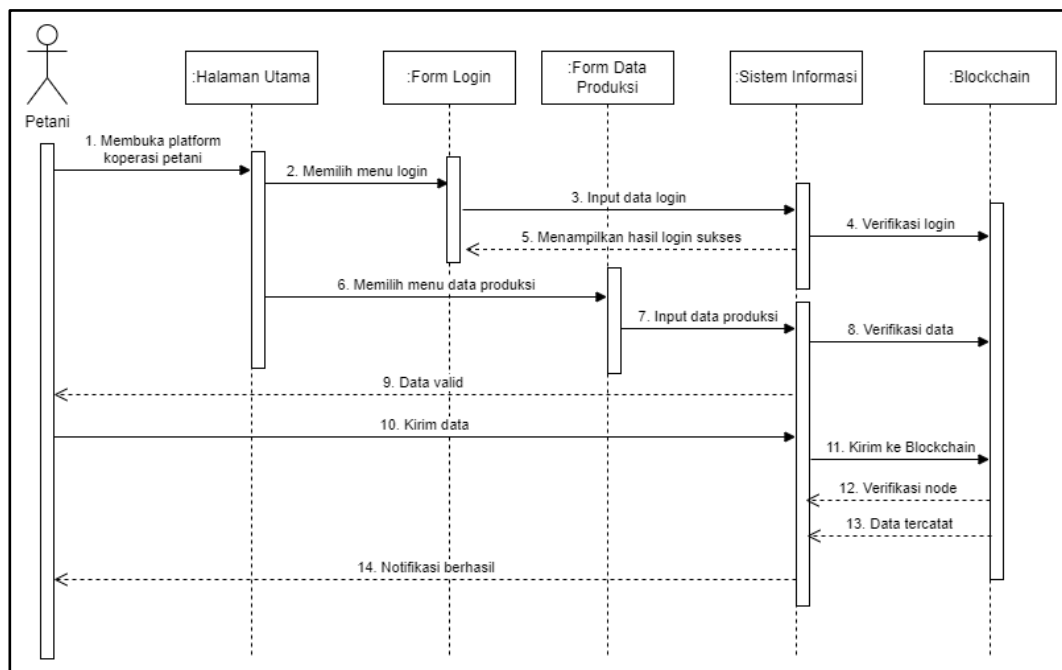 :Halaman Utama
:Form Login
:Form Data
Produksi
:Sistem Informasi
:Blockchain
Petani
1. Membuka platform
koperasi petani
2. Memilih menu login
3. Input data login
4. Verifikasi login
5. Menampilkan hasil login sukses
6. Memilih menu data produksi
7. Input data produksi
8. Verifikasi data
9. Data valid
10. Kirim data
11. Kirim ke Blockchain
12. Verifikasi node
13. Data tercatat
14. Notifikasi berhasil